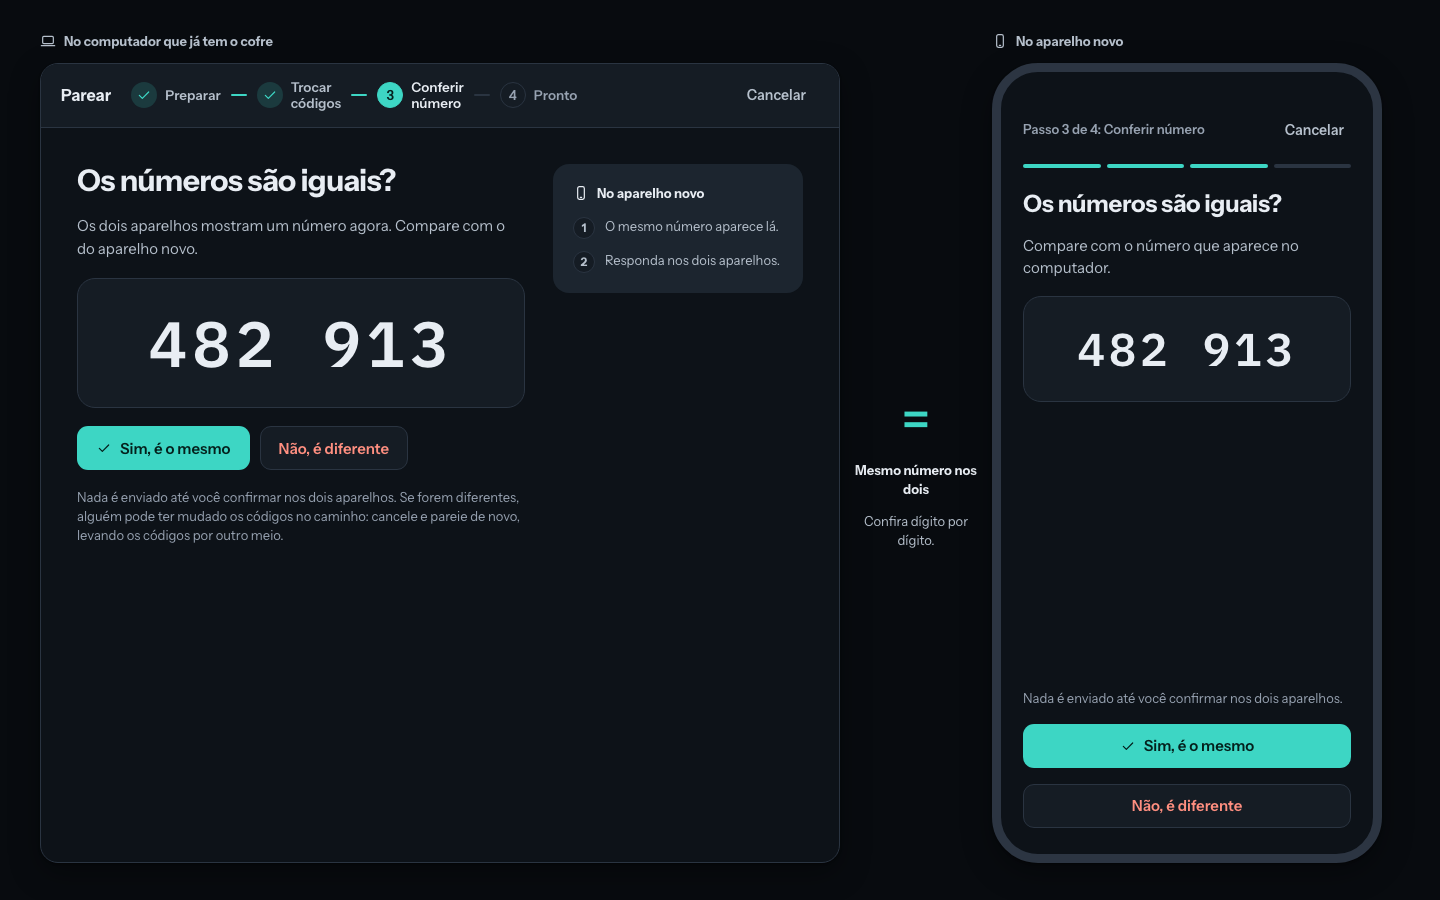 No computador que já tem o cofre
Parear
Preparar
Trocar
códigos
3
Conferir
número
4
Pronto
Cancelar
Os números são iguais?
Os dois aparelhos mostram um número agora. Compare com o
do aparelho novo.
482 913
Sim, é o mesmo
Não, é diferente
Nada é enviado até você confirmar nos dois aparelhos. Se forem diferentes,
alguém pode ter mudado os códigos no caminho: cancele e pareie de novo,
levando os códigos por outro meio.
No aparelho novo
1 O mesmo número aparece lá.
2 Responda nos dois aparelhos.
=
Mesmo número nos
dois
Confira dígito por
dígito.
No aparelho novo
Passo 3 de 4: Conferir número
Cancelar
Os números são iguais?
Compare com o número que aparece no
computador.
482 913
Nada é enviado até você confirmar nos dois aparelhos.
Sim, é o mesmo
Não, é diferente